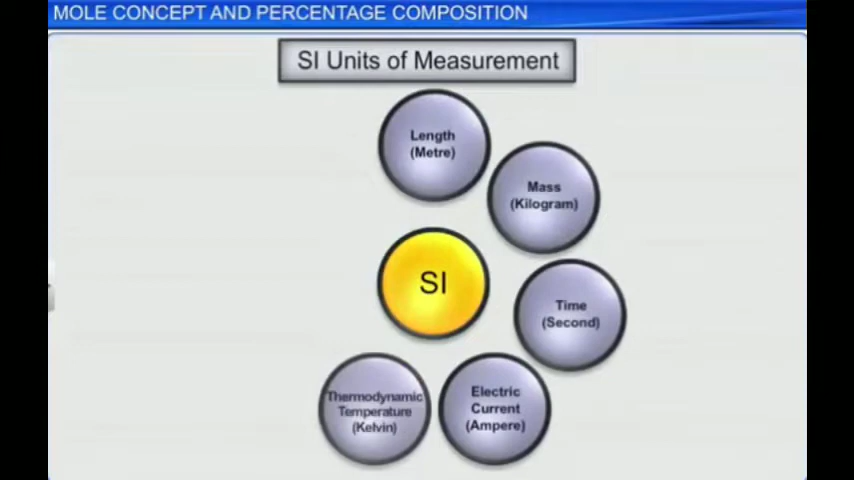 MOLE CONCEPT AND PERCENTAGE COMPOSITION
SI Units of Measurement
Length
(Metre)
Mass
(Kilogram)
SI
Time
(Second)
Electric
Current
(Ampere)
Thermodynamic
Temperature
(Kelvin)